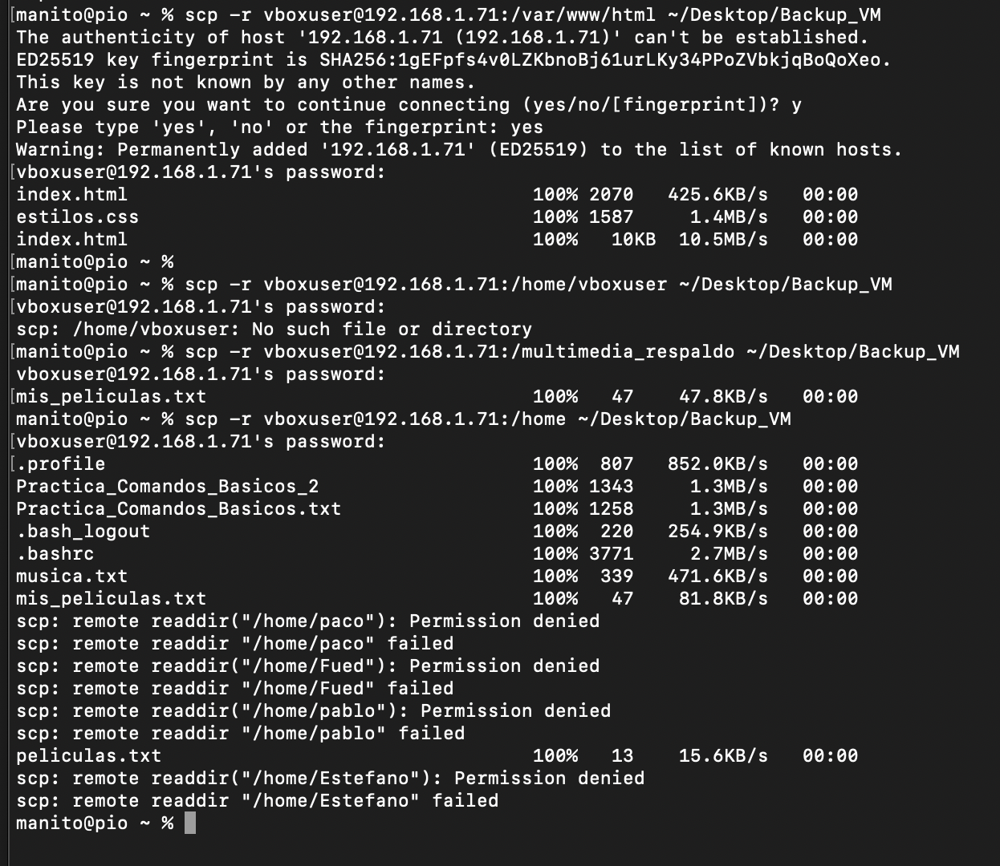 [manito@pio ~ % scp -r vboxuser@192.168.1.71:/var/www/html ~/Desktop/Backup_VM
The authenticity of host '192.168.1.71 (192.168.1.71)' can't be established.
ED25519 key fingerprint is SHA256:1gEFpfs4v0LZKbnoBj61urLKy34PPoZVbkjqBoQoXeo.
This key is not known by any other names.
Are you sure you want to continue connecting (yes/no/[fingerprint])? y
Please type 'yes', 'no' or the fingerprint: yes
Warning: Permanently added '192.168.1.71' (ED25519) to the list of known hosts.
[vboxuser@192.168.1.71's password:
index.html 100% 2070 425.6KB/s 00:00
estilos.css 100% 1587 1.4MB/s 00:00
index.html 100% 10KB 10.5MB/s 00:00
[manito@pio ~ %
[manito@pio ~ % scp -r vboxuser@192.168.1.71:/home/vboxuser ~/Desktop/Backup_VM
[vboxuser@192.168.1.71's password:
scp: /home/vboxuser: No such file or directory
[manito@pio ~ % scp -r vboxuser@192.168.1.71:/multimedia_respaldo ~/Desktop/Backup_VM
vboxuser@192.168.1.71's password:
[mis_peliculas.txt 100% 47 47.8KB/s 00:00
manito@pio ~ % scp -r vboxuser@192.168.1.71:/home ~/Desktop/Backup_VM
[vboxuser@192.168.1.71's password:
[.profile 100% 807 852.0KB/s 00:00
Practica_Comandos_Basicos_2 100% 1343 1.3MB/s 00:00
Practica_Comandos_Basicos.txt 100% 1258 1.3MB/s 00:00
.bash_logout 100% 220 254.9KB/s 00:00
.bashrc 100% 3771 2.7MB/s 00:00
musica.txt 100% 339 471.6KB/s 00:00
mis_peliculas.txt 100% 47 81.8KB/s 00:00
scp: remote readdir("/home/paco"): Permission denied
scp: remote readdir "/home/paco" failed
scp: remote readdir("/home/Fued"): Permission denied
scp: remote readdir "/home/Fued" failed
scp: remote readdir("/home/pablo"): Permission denied
scp: remote readdir "/home/pablo" failed
peliculas.txt 100% 13 15.6KB/s 00:00
scp: remote readdir("/home/Estefano"): Permission denied
scp: remote readdir "/home/Estefano" failed
manito@pio ~ %